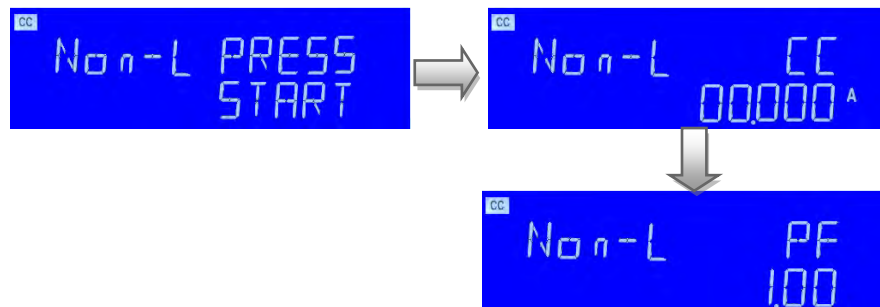 CC
Non-L PRESS
START
CC
Non-L CC
00.000 A
CC
Non-L PF
1.00